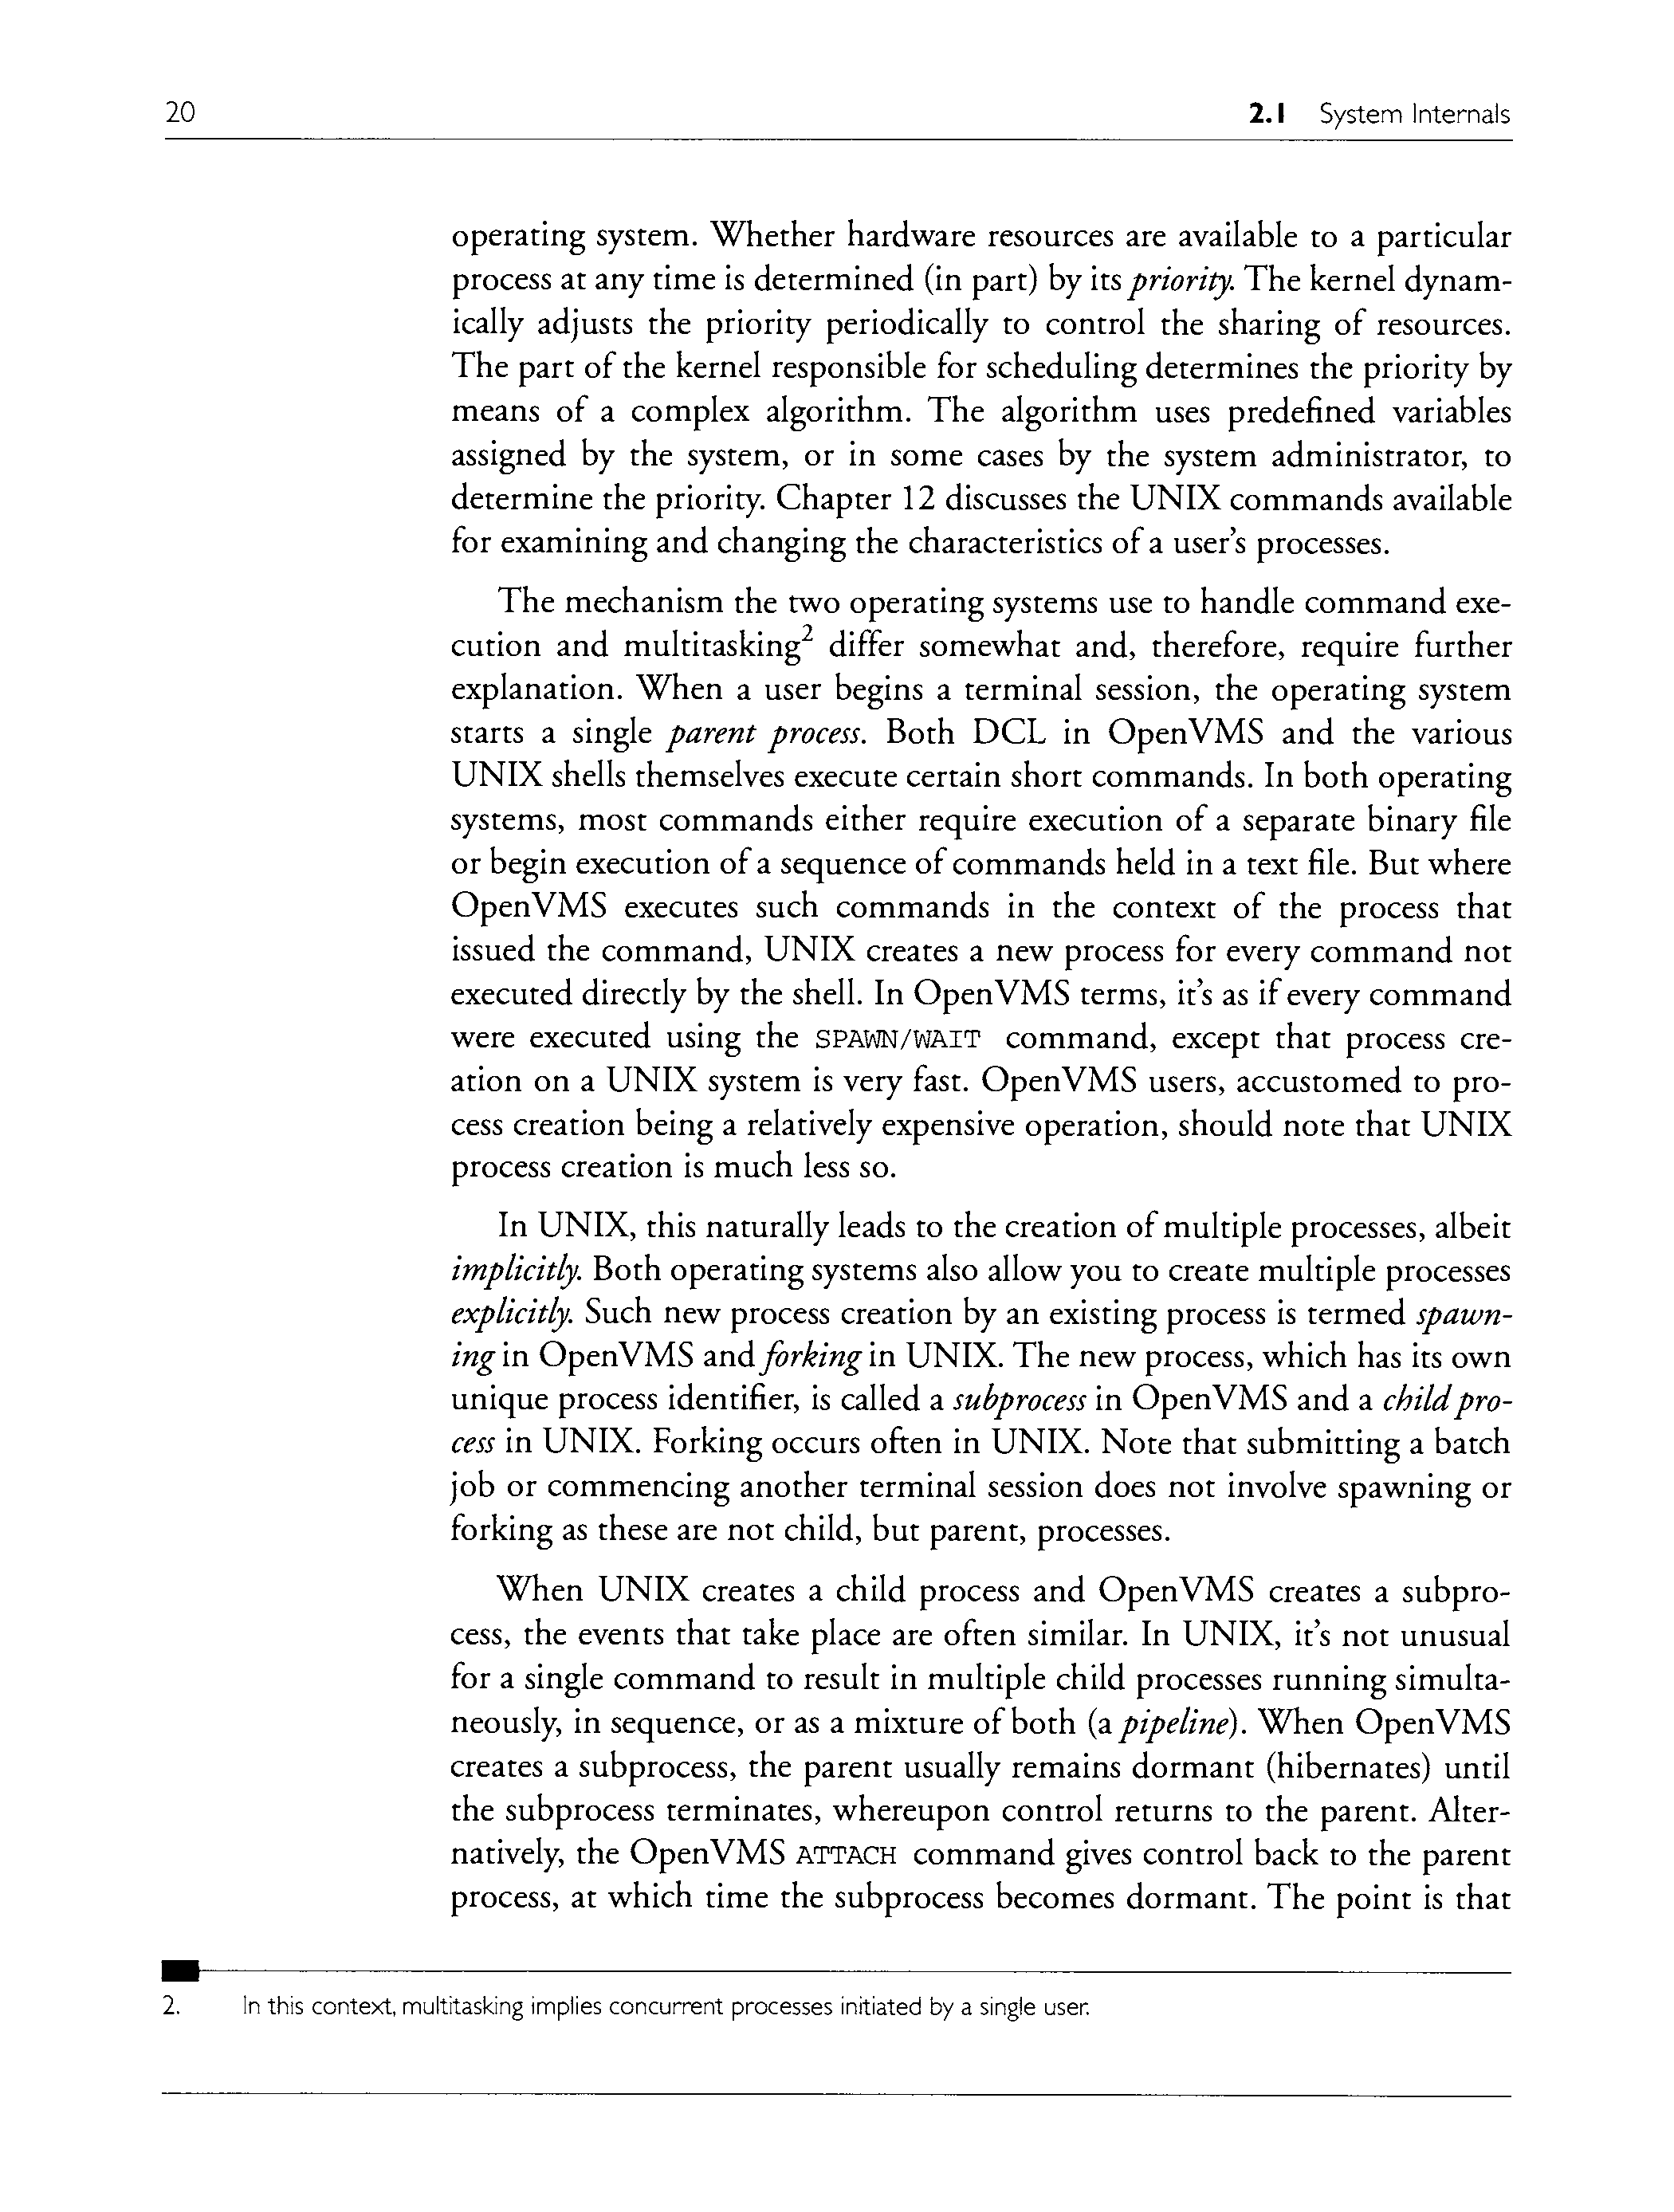 20
2.1 System Internals
operating system. Whether hardware resources are available to a particular
process at any time is determined (in part) by its priority. The kernel dynam-
ically adjusts the priority periodically to control the sharing of resources.
The part of the kernel responsible for scheduling determines the priority by
means of a complex algorithm. The algorithm uses predefined variables
assigned by the system, or in some cases by the system administrator, to
determine the priority. Chapter 12 discusses the UNIX commands available
for examining and changing the characteristics of a user's processes.
The mechanism the two operating systems use to handle command exe-
cution and multitasking² differ somewhat and, therefore, require further
explanation. When a user begins a terminal session, the operating system
starts a single parent process. Both DCL in OpenVMS and the various
UNIX shells themselves execute certain short commands. In both operating
systems, most commands either require execution of a separate binary file
or begin execution of a sequence of commands held in a text file. But where
OpenVMS executes such commands in the context of the process that
issued the command, UNIX creates a new process for every command not
executed directly by the shell. In OpenVMS terms, it's as if every command
were executed using the SPAWN/WAIT command, except that process cre-
ation on a UNIX system is very fast. OpenVMS users, accustomed to pro-
cess creation being a relatively expensive operation, should note that UNIX
process creation is much less so.
In UNIX, this naturally leads to the creation of multiple processes, albeit
implicitly. Both operating systems also allow you to create multiple processes
explicitly. Such new process creation by an existing process is termed spawn-
ing in OpenVMS and forking in UNIX. The new process, which has its own
unique process identifier, is called a subprocess in OpenVMS and a child pro-
cess in UNIX. Forking occurs often in UNIX. Note that submitting a batch
job or commencing another terminal session does not involve spawning or
forking as these are not child, but parent, processes.
When UNIX creates a child process and OpenVMS creates a subpro-
cess, the events that take place are often similar. In UNIX, it's not unusual
for a single command to result in multiple child processes running simulta-
neously, in sequence, or as a mixture of both (a pipeline). When OpenVMS
creates a subprocess, the parent usually remains dormant (hibernates) until
the subprocess terminates, whereupon control returns to the parent. Alter-
natively, the OpenVMS ATTACH command gives control back to the parent
process, at which time the subprocess becomes dormant. The point is that
2. In this context, multitasking implies concurrent processes initiated by a single user.